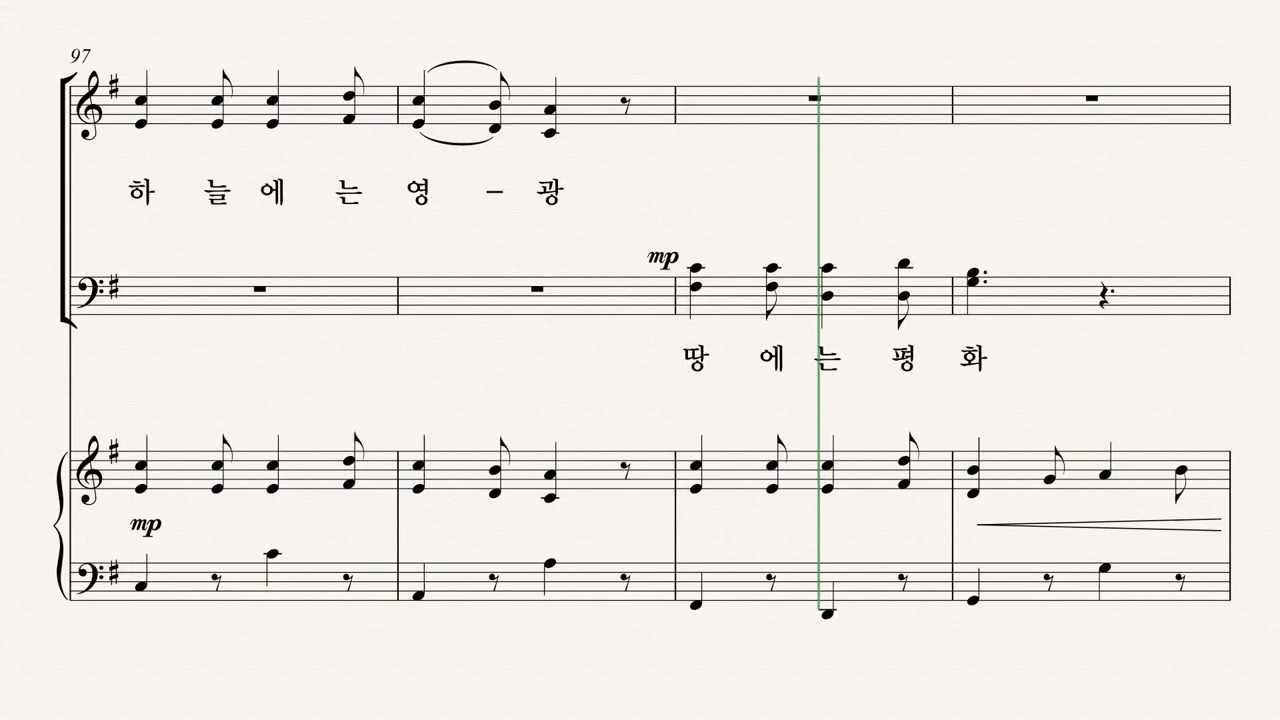 97
하 늘 에 는 영 – 광
mp
땅 에 는 평 화
mp